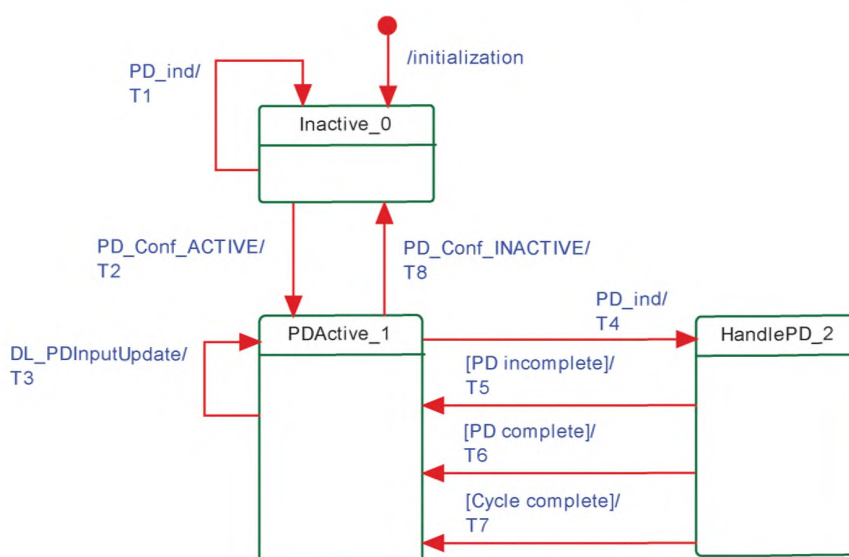 /initialization
PD_ind/
T1
Inactive_0
PD_Conf_ACTIVE/
T2
PD_Conf_INACTIVE/
T8
PD_ind/
T4
PDActive_1
HandlePD_2
DL_PDInputUpdate/
T3
[PD incomplete]/
T5
[PD complete]/
T6
[Cycle complete]/
T7